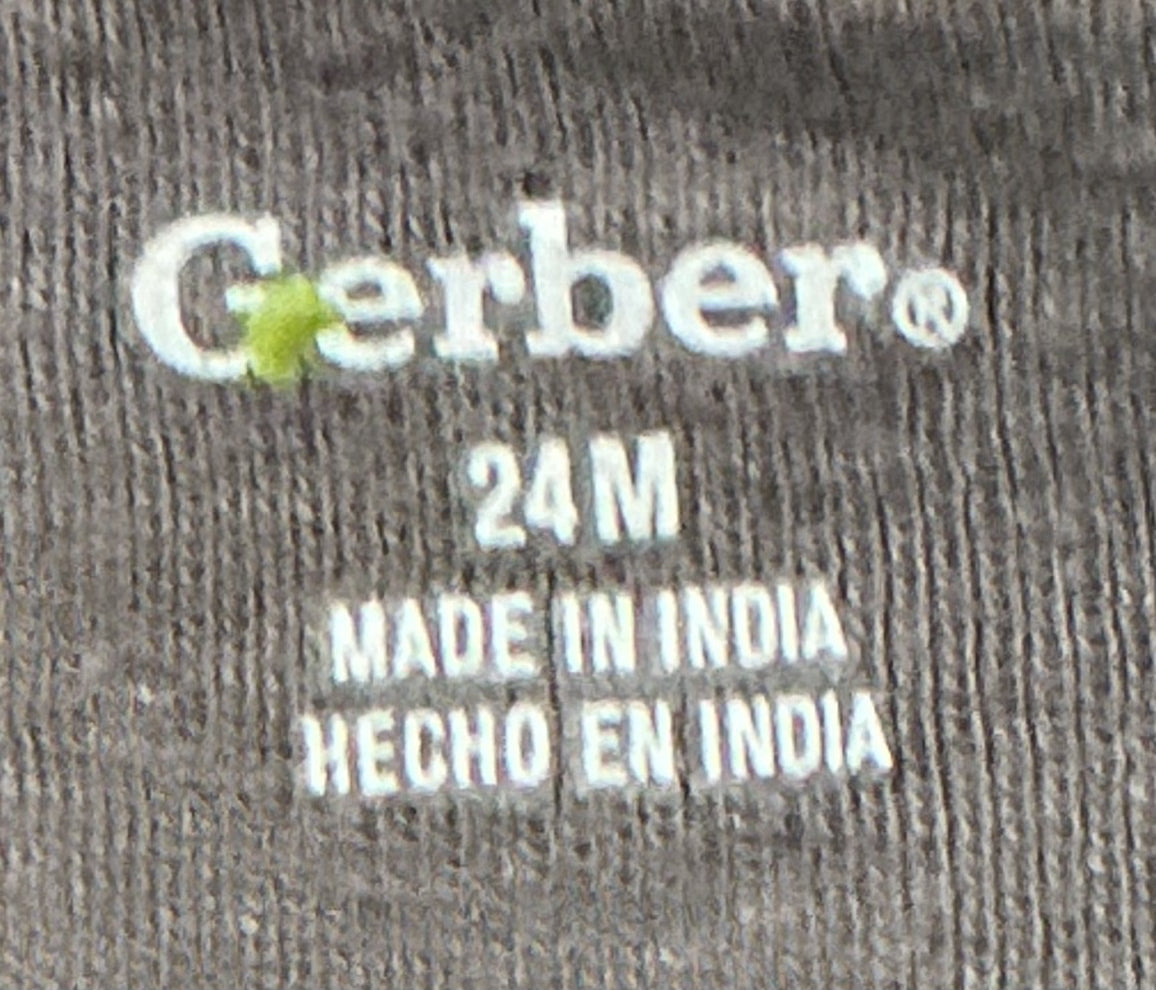 Gerber®
24M
MADE IN INDIA
HECHO EN INDIA